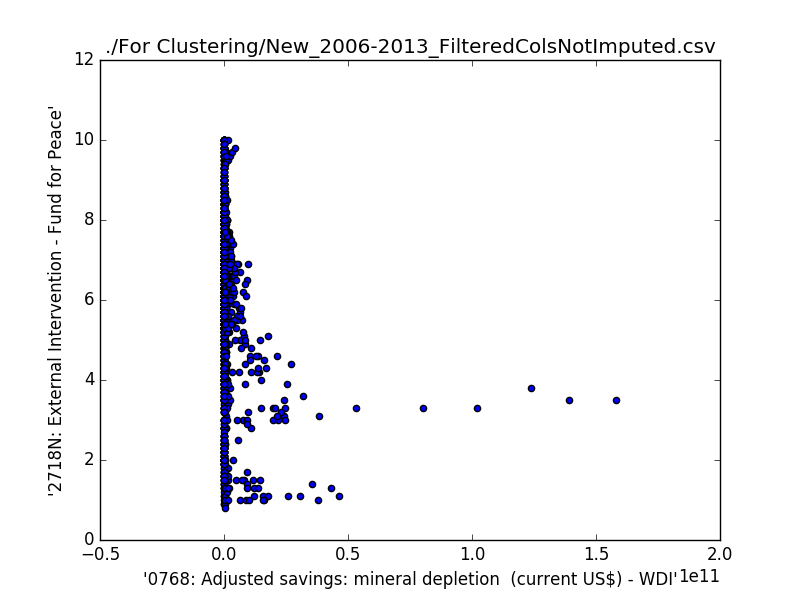 ./For Clustering/New_2006-2013_FilteredColsNotImputed.csv
'2718N: External Intervention - Fund for Peace'
12
10
8
6
4
2
0
−0.5 0.0 0.5 1.0 1.5 2.0
1e11
'0768: Adjusted savings: mineral depletion  (current US$) - WDI'